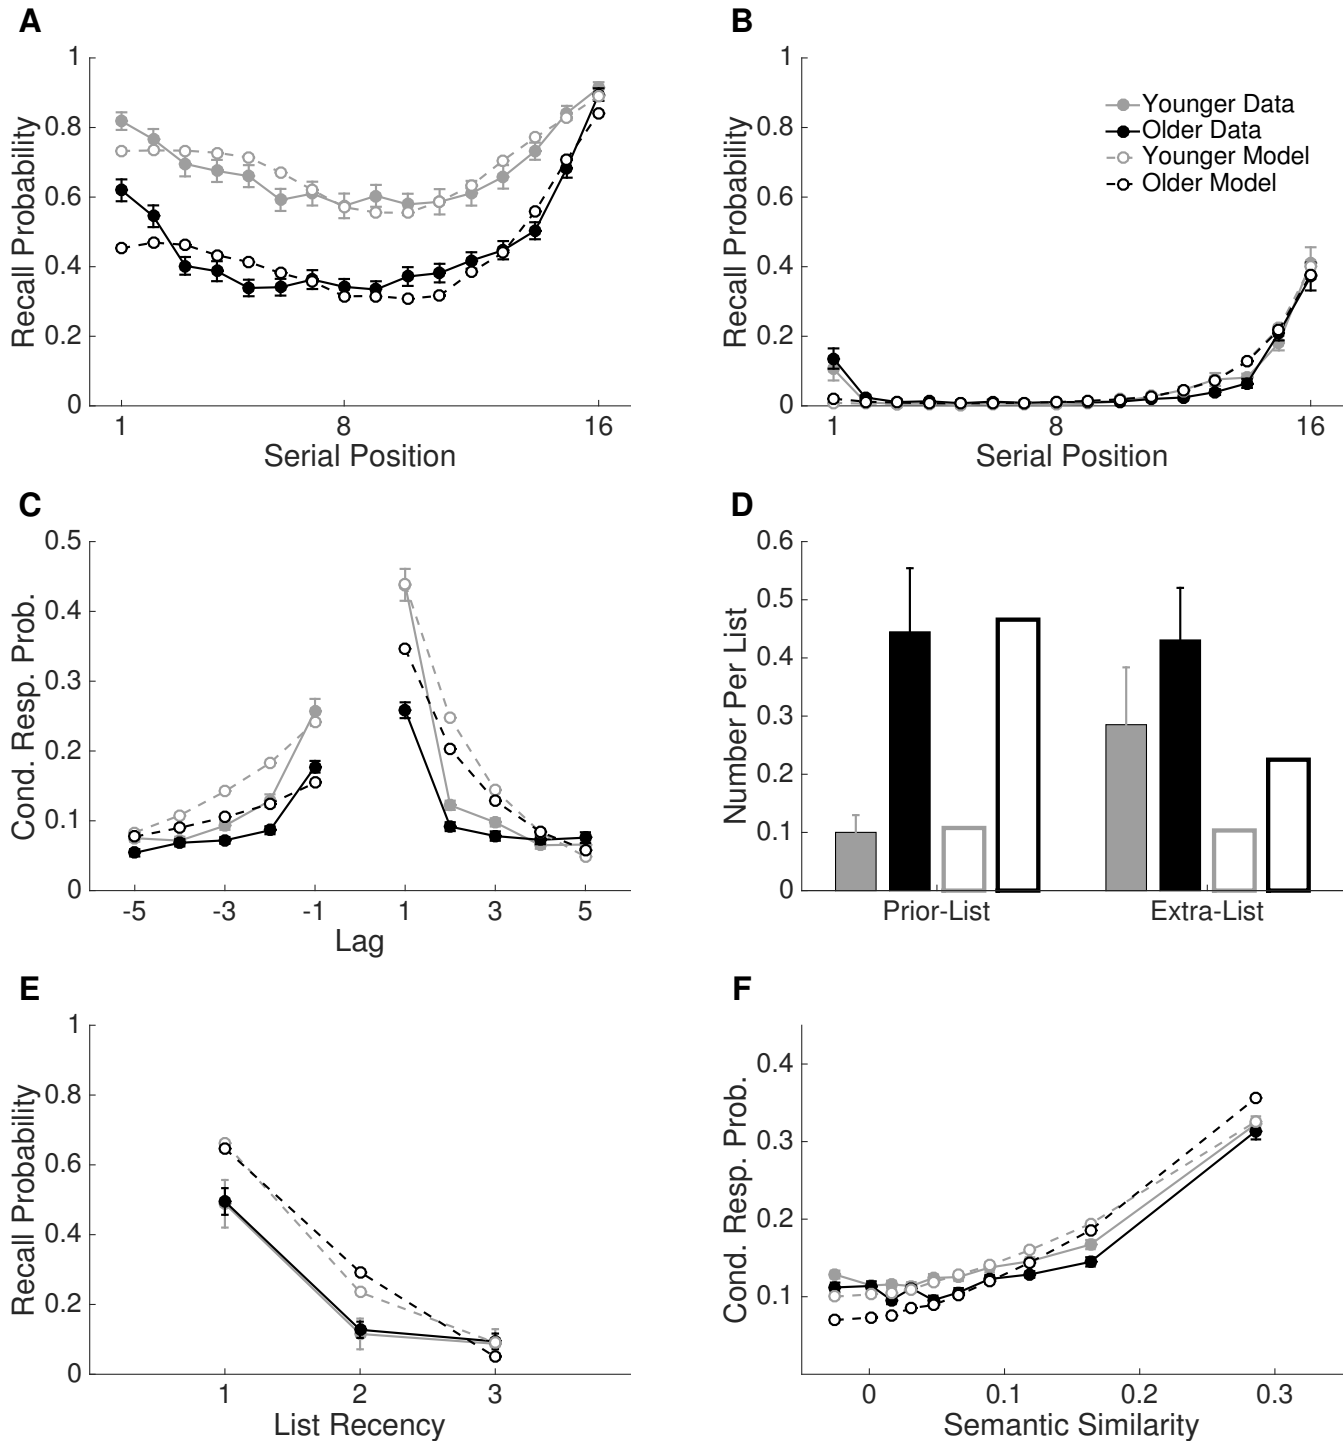 A
Recall Probability
1
0.8
0.6
0.4
0.2
0
1
8
16
Serial Position
B
Recall Probability
1
0.8
0.6
0.4
0.2
0
Younger Data
Older Data
Younger Model
Older Model
1
8
16
Serial Position
C
Cond. Resp. Prob.
0.5
0.4
0.3
0.2
0.1
0
-5
-3
-1
1
3
5
Lag
D
Number Per List
0.6
0.5
0.4
0.3
0.2
0.1
0
Prior-List
Extra-List
E
Recall Probability
1
0.8
0.6
0.4
0.2
0
1
2
3
List Recency
F
Cond. Resp. Prob.
0.4
0.3
0.2
0.1
0
0.1
0.2
0.3
Semantic Similarity